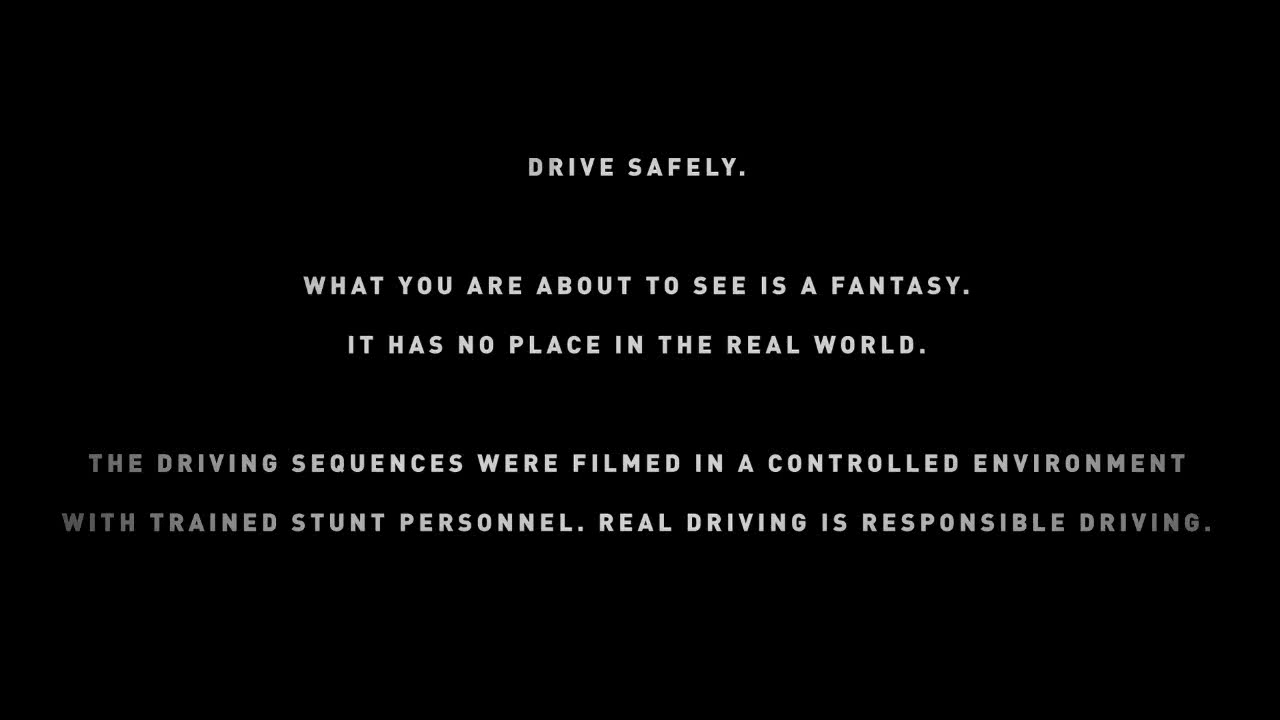 DRIVE SAFELY.
WHAT YOU ARE ABOUT TO SEE IS A FANTASY.
IT HAS NO PLACE IN THE REAL WORLD.
THE DRIVING SEQUENCES WERE FILMED IN A CONTROLLED ENVIRONMENT
WITH TRAINED STUNT PERSONNEL. REAL DRIVING IS RESPONSIBLE DRIVING.